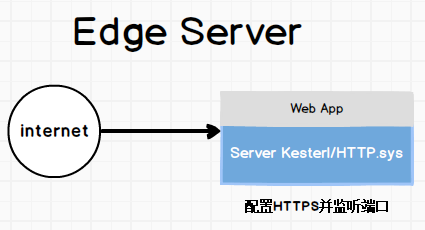 Edge Server
internet
Web App
Server Kesterl/HTTP.sys
配置HTTPS并监听端口